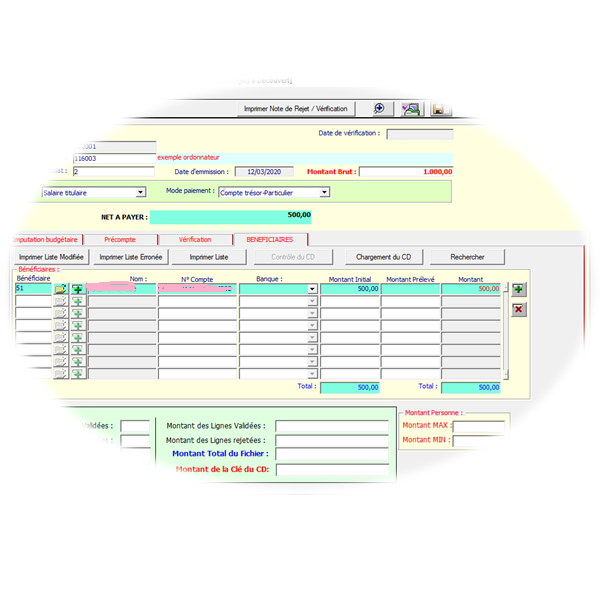 Imprimer Note de Rejet / Vérification
Date de vérification :
116003 exemple ordonnateur
2 Date d'emmission : 12/03/2020 Montant Brut : 1.000,00
Salaire titulaire Mode paiement : Compte trésor-Particulier
NET A PAYER : 500,00
mputation budgétaire Précompte Vérification BENEFICIAIRES
Imprimer Liste Modifiée Imprimer Liste Erronée Imprimer Liste Contrôle du CD Chargement du CD Rechercher
Bénéficiaires :
Bénéficiaire Nom : N° Compte Banque : Montant Initial Montant Prélevé Montant
51 500,00 500,00
Total : 500,00 Total : 500,00
Montant Personne :
alidées : Montant des Lignes Validées : Montant MAX :
Montant des Lignes rejetées : Montant MIN :
Montant Total du Fichier :
Montant de la Clé du CD: